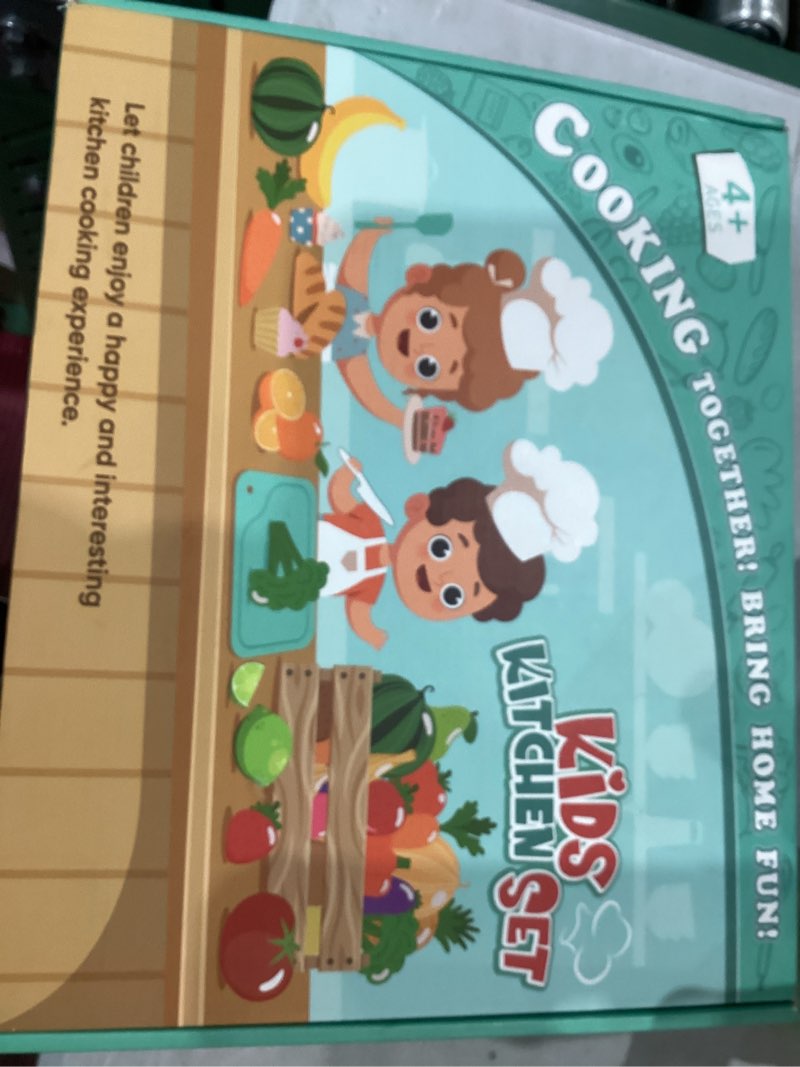 COOKING TOGETHER! BRING HOME FUN!
4+
AGES
KiDS
KITCHEN SET
Let children enjoy a happy and interesting
kitchen cooking experience.